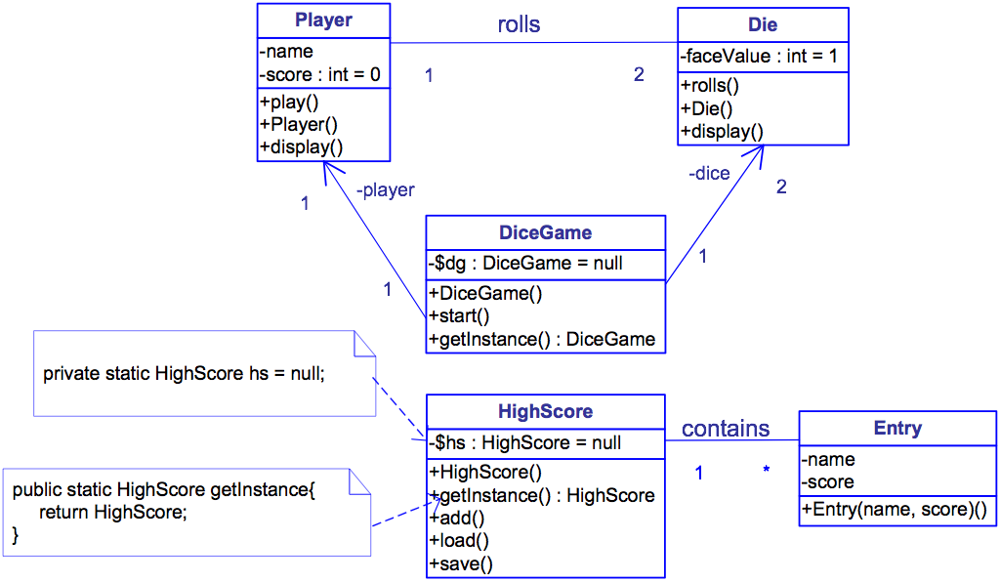 Player
-name
-score : int = 0
+play()
+Player()
+display()
rolls
1
2
Die
-faceValue : int = 1
+rolls()
+Die()
+display()
-player
1
1
-dice
2
1
DiceGame
-$dg : DiceGame = null
+DiceGame()
+start()
+getInstance() : DiceGame
private static HighScore hs = null;
public static HighScore getInstance{
return HighScore;
}
HighScore
-$hs : HighScore = null
+HighScore()
+getInstance() : HighScore
+add()
+load()
+save()
contains
1
*
Entry
-name
-score
+Entry(name, score)()